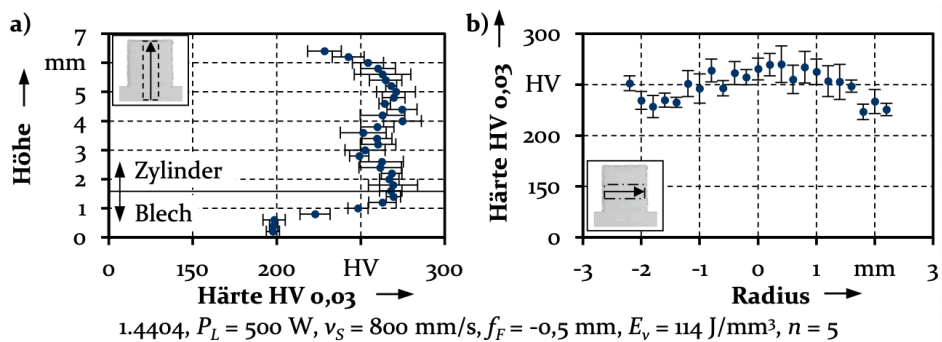 a)
7
mm
5
4
3
2
1
0
Höhe
Zylinder
Blech
0 150 200 HV 300
Härte HV 0,03
b)
300
HV
200
150
0
Härte HV 0,03
-3 -2 -1 0 1 mm 3
Radius
1.4404, P_L = 500 W, v_S = 800 mm/s, f_F = -0,5 mm, E_v = 114 J/mm³, n = 5